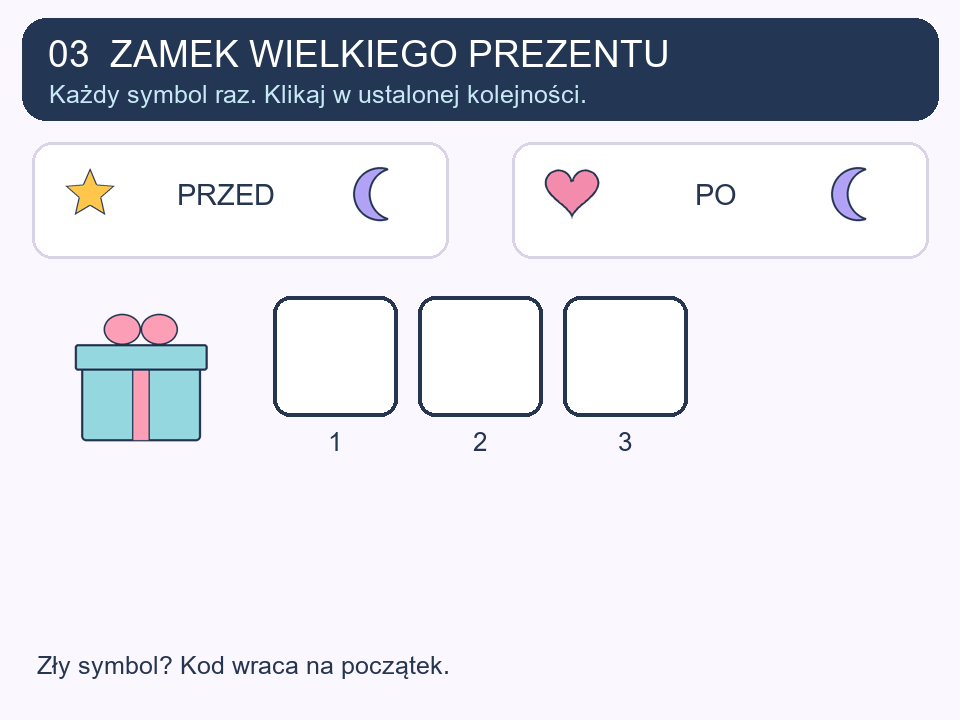 03 ZAMEK WIELKIEGO PREZENTU
Każdy symbol raz. Klikaj w ustalonej kolejności.
PRZED
PO
1 2 3
Zły symbol? Kod wraca na początek.